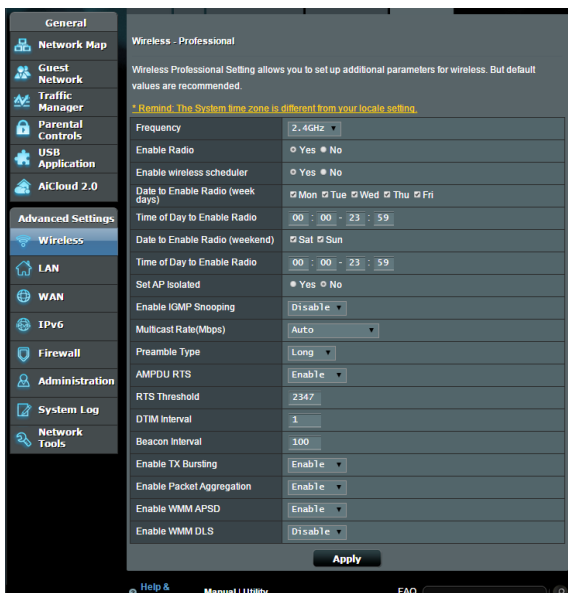 General
Network Map
Guest
Network
Traffic
Manager
Parental
Controls
USB
Application
AiCloud 2.0
Advanced Settings
Wireless
LAN
WAN
IPv6
Firewall
Administration
System Log
Network
Tools
Wireless - Professional
Wireless Professional Setting allows you to set up additional parameters for wireless. But default
values are recommended.
* Remind: The System time zone is different from your locale setting.
Frequency 2.4GHz
Enable Radio Yes No
Enable wireless scheduler Yes No
Date to Enable Radio (week
days) Mon Tue Wed Thu Fri
Time of Day to Enable Radio 00 : 00 - 23 : 59
Date to Enable Radio (weekend) Sat Sun
Time of Day to Enable Radio 00 : 00 - 23 : 59
Set AP Isolated Yes No
Enable IGMP Snooping Disable
Multicast Rate(Mbps) Auto
Preamble Type Long
AMPDU RTS Enable
RTS Threshold 2347
DTIM Interval 1
Beacon Interval 100
Enable TX Bursting Enable
Enable Packet Aggregation Enable
Enable WMM APSD Enable
Enable WMM DLS Disable
Apply
Help &
Manual | Utility
FAQ